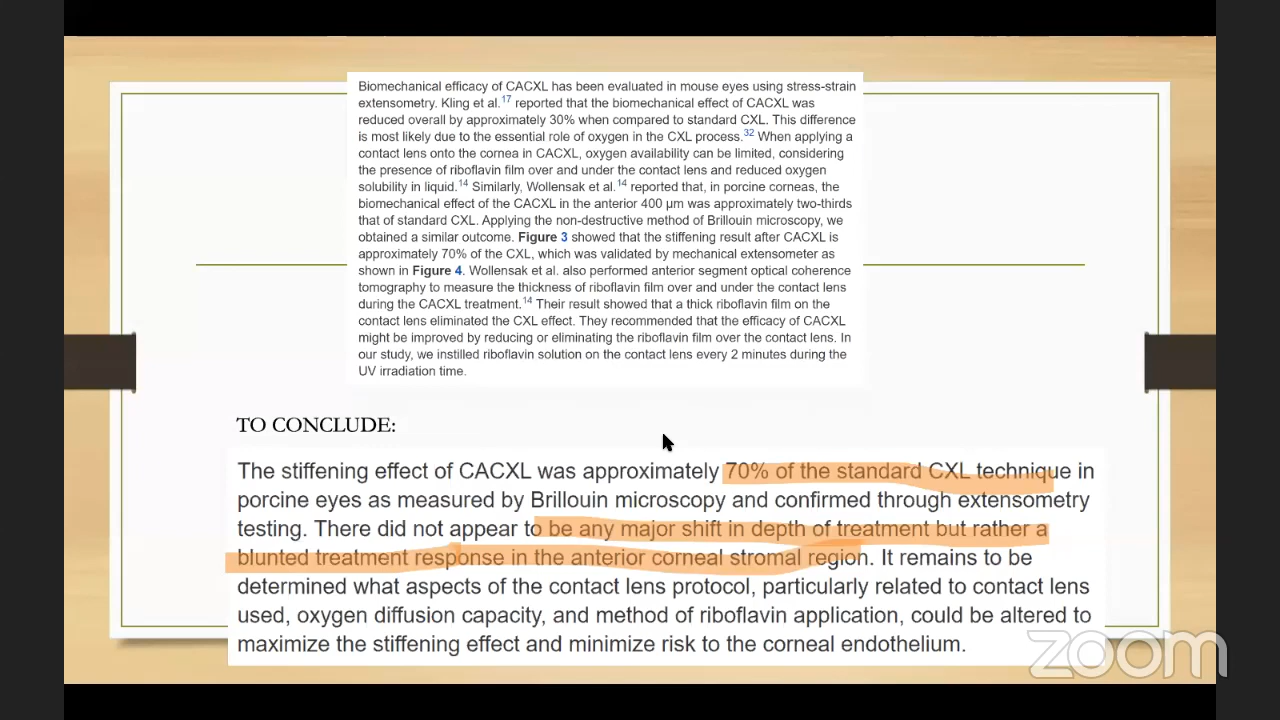 Biomechanical efficacy of CACXL has been evaluated in mouse eyes using stress-strain
extensometry. Kling et al.17 reported that the biomechanical effect of CACXL was
reduced overall by approximately 30% when compared to standard CXL. This difference
is most likely due to the essential role of oxygen in the CXL process.32 When applying a
contact lens onto the cornea in CACXL, oxygen availability can be limited, considering
the presence of riboflavin film over and under the contact lens and reduced oxygen
solubility in liquid.14 Similarly, Wollensak et al.14 reported that, in porcine corneas, the
biomechanical effect of the CACXL in the anterior 400 μm was approximately two-thirds
that of standard CXL. Applying the non-destructive method of Brillouin microscopy, we
obtained a similar outcome. Figure 3 showed that the stiffening result after CACXL is
approximately 70% of the CXL, which was validated by mechanical extensometer as
shown in Figure 4. Wollensak et al. also performed anterior segment optical coherence
tomography to measure the thickness of riboflavin film over and under the contact lens
during the CACXL treatment.14 Their result showed that a thick riboflavin film on the
contact lens eliminated the CXL effect. They recommended that the efficacy of CACXL
might be improved by reducing or eliminating the riboflavin film over the contact lens. In
our study, we instilled riboflavin solution on the contact lens every 2 minutes during the
UV irradiation time.
TO CONCLUDE:
The stiffening effect of CACXL was approximately 70% of the standard CXL technique in
porcine eyes as measured by Brillouin microscopy and confirmed through extensometry
testing. There did not appear to be any major shift in depth of treatment but rather a
blunted treatment response in the anterior corneal stromal region. It remains to be
determined what aspects of the contact lens protocol, particularly related to contact lens
used, oxygen diffusion capacity, and method of riboflavin application, could be altered to
maximize the stiffening effect and minimize risk to the corneal endothelium.
zoom